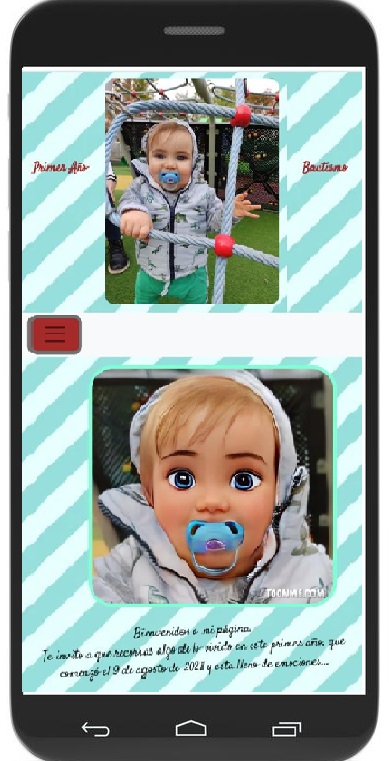 Primer Año
Bautismo
TOONME.COM
Bienvenidos a mi página.
Te invito a que recorras algo de lo vivido en este primer año, que
comenzó el 9 de agosto de 2021 y esta lleno de emociones...